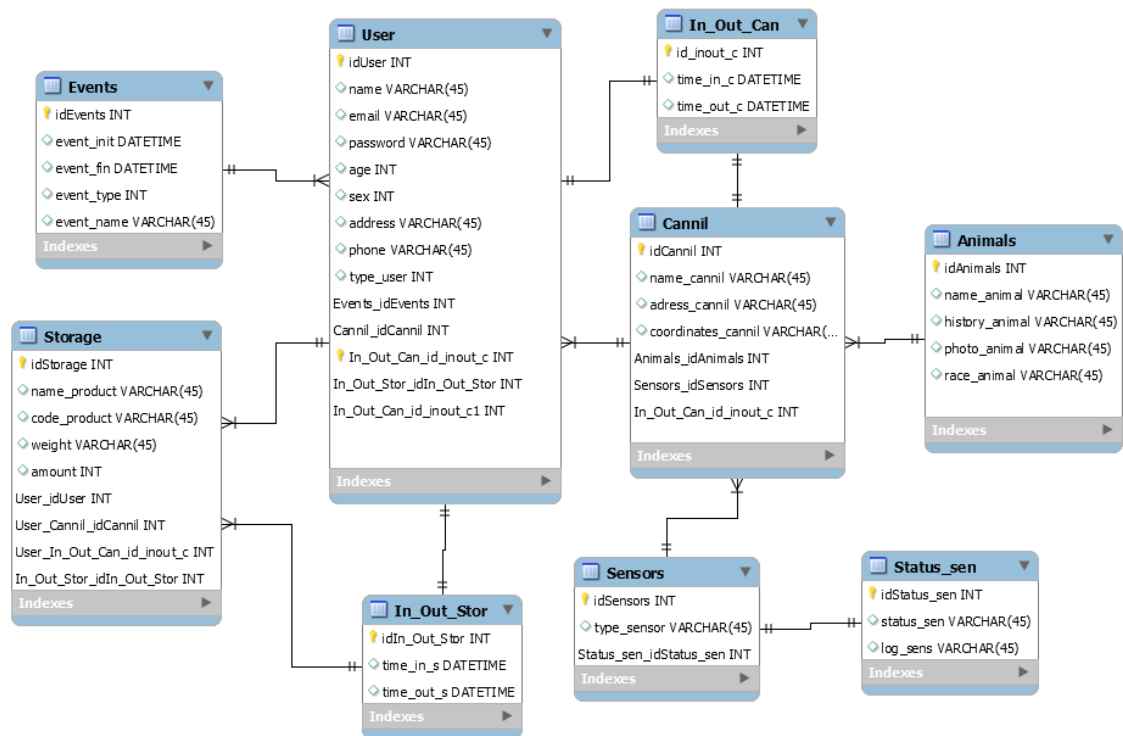 Events
idEvents INT
event_init DATETIME
event_fin DATETIME
event_type INT
event_name VARCHAR(45)
Indexes
User
idUser INT
name VARCHAR(45)
email VARCHAR(45)
password VARCHAR(45)
age INT
sex INT
address VARCHAR(45)
phone VARCHAR(45)
type_user INT
Events_idEvents INT
Cannil_idCannil INT
In_Out_Can_id_inout_c INT
In_Out_Stor_idIn_Out_Stor INT
In_Out_Can_id_inout_c1 INT
Indexes
In_Out_Can
id_inout_c INT
time_in_c DATETIME
time_out_c DATETIME
Indexes
Cannil
idCannil INT
name_cannil VARCHAR(45)
adress_cannil VARCHAR(45)
coordinates_cannil VARCHAR(...
Animals_idAnimals INT
Sensors_idSensors INT
In_Out_Can_id_inout_c INT
Indexes
Animals
idAnimals INT
name_animal VARCHAR(45)
history_animal VARCHAR(45)
photo_animal VARCHAR(45)
race_animal VARCHAR(45)
Indexes
Storage
idStorage INT
name_product VARCHAR(45)
code_product VARCHAR(45)
weight VARCHAR(45)
amount INT
User_idUser INT
User_Cannil_idCannil INT
User_In_Out_Can_id_inout_c INT
In_Out_Stor_idIn_Out_Stor INT
Indexes
In_Out_Stor
idIn_Out_Stor INT
time_in_s DATETIME
time_out_s DATETIME
Indexes
Sensors
idSensors INT
type_sensor VARCHAR(45)
Status_sen_idStatus_sen INT
Indexes
Status_sen
idStatus_sen INT
status_sen VARCHAR(45)
log_sens VARCHAR(45)
Indexes